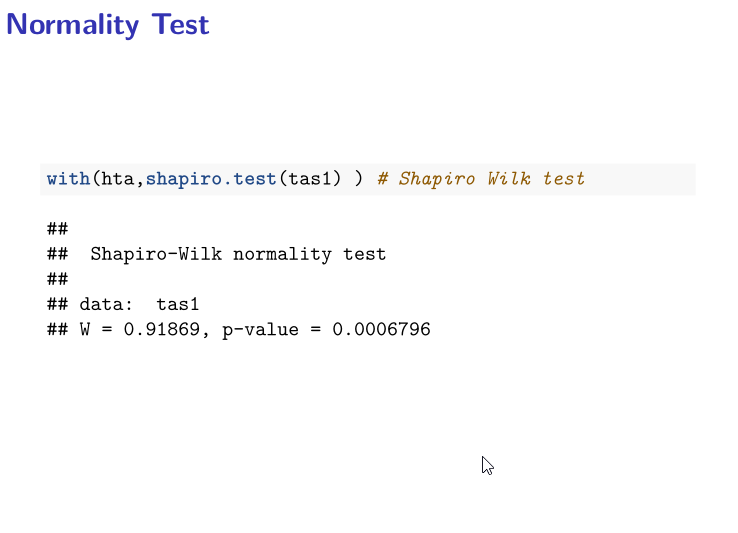 Normality Test
with(hta,shapiro.test(tas1) ) # Shapiro Wilk test
##
##  Shapiro-Wilk normality test
##
## data:  tas1
## W = 0.91869, p-value = 0.0006796